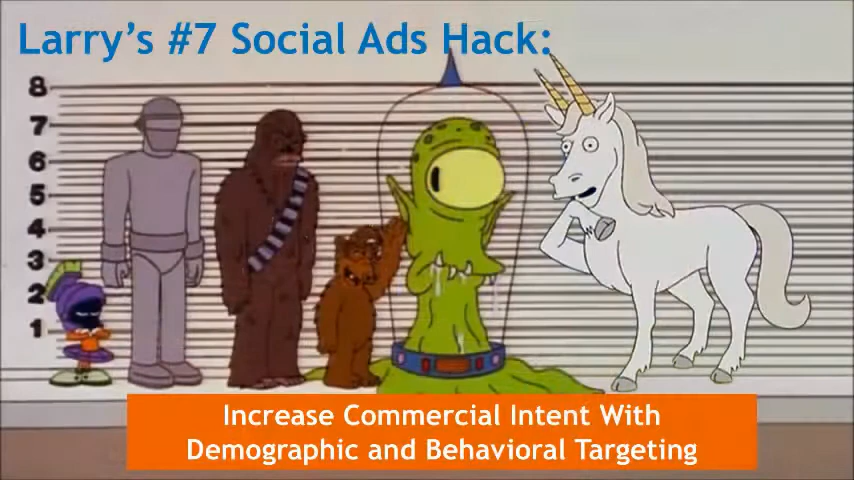 Larry's #7 Social Ads Hack:
8
7
6
5
4
3
2
1
Increase Commercial Intent With
Demographic and Behavioral Targeting